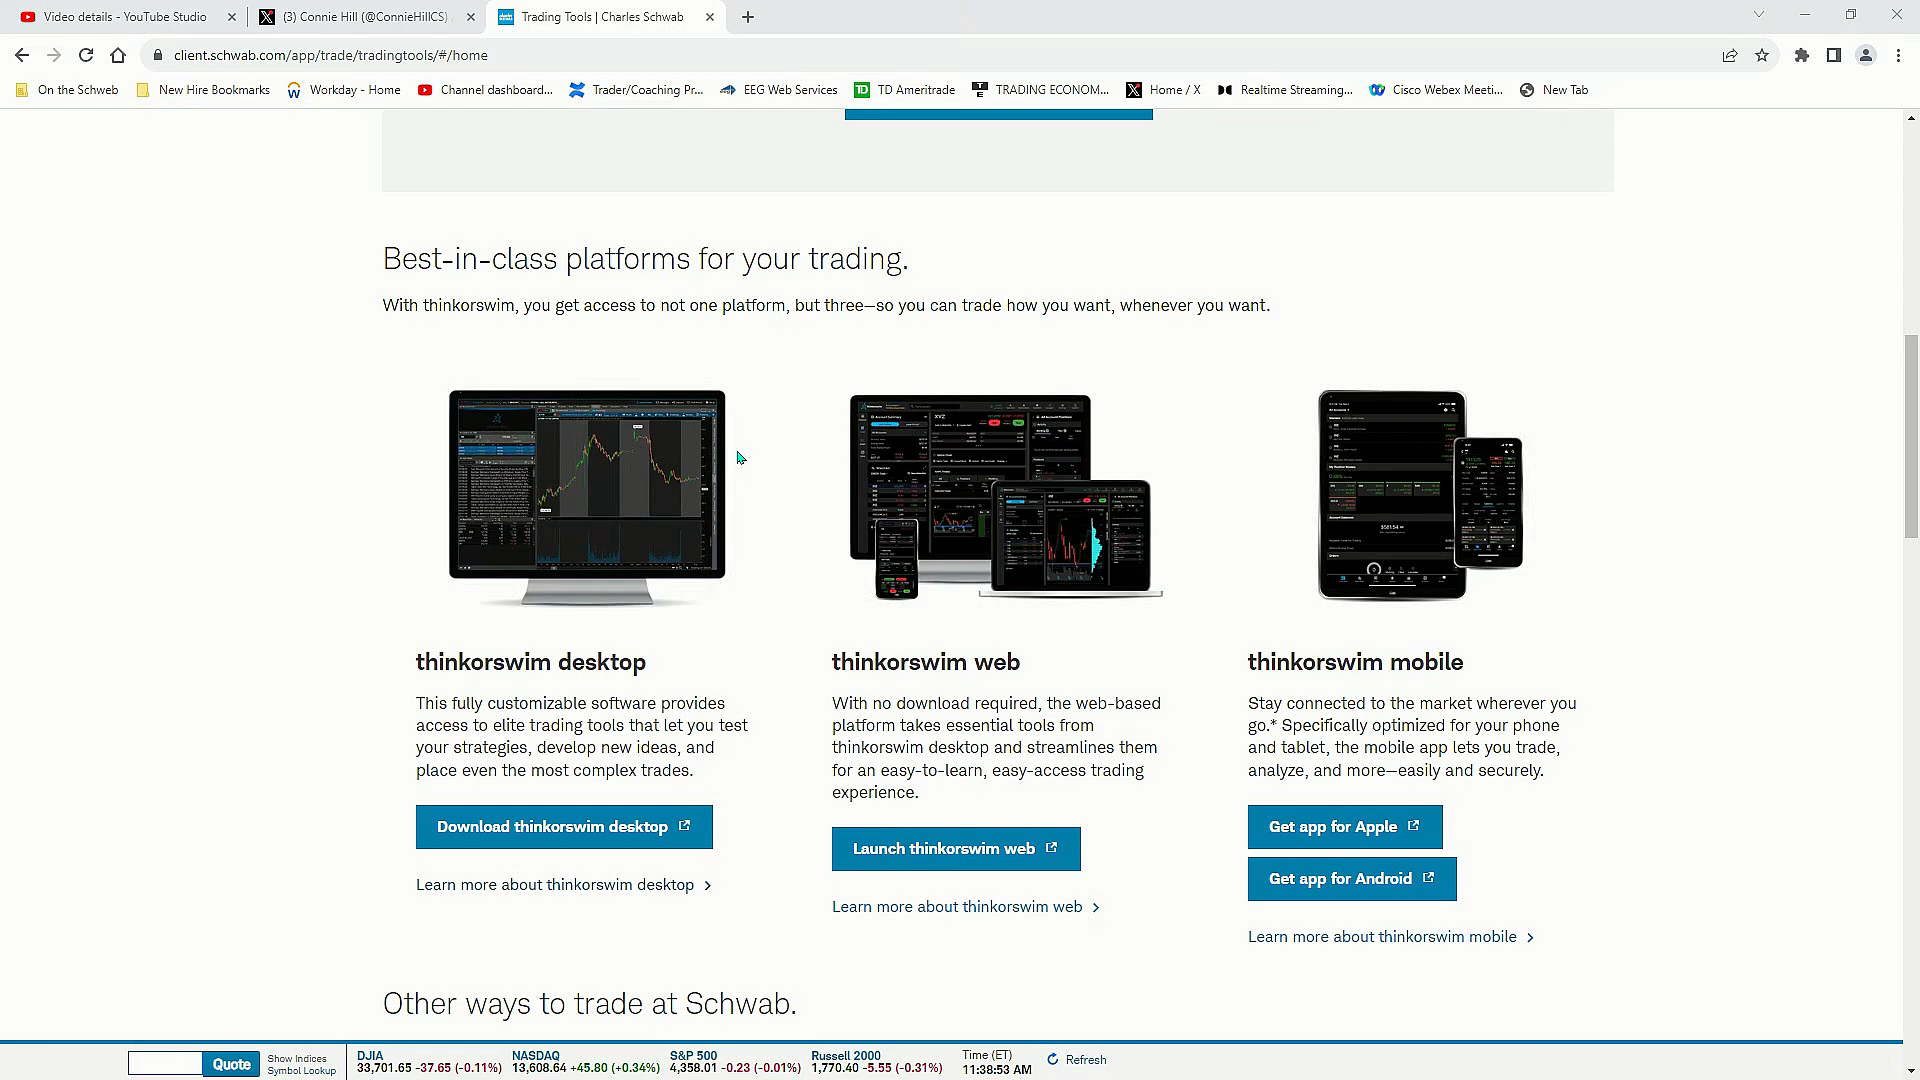 Video details - YouTube Studio
(3) Connie Hill (@ConnieHillCS)
Trading Tools | Charles Schwab
client.schwab.com/app/trade/tradingtools/#/home
On the Schweb
New Hire Bookmarks
Workday - Home
Channel dashboard...
Trader/Coaching Pr...
EEG Web Services
TD Ameritrade
TRADING ECONOM...
Home / X
Realtime Streaming...
Cisco Webex Meeti...
New Tab
Best-in-class platforms for your trading.
With thinkorswim, you get access to not one platform, but three—so you can trade how you want, whenever you want.
thinkorswim desktop
This fully customizable software provides
access to elite trading tools that let you test
your strategies, develop new ideas, and
place even the most complex trades.
Download thinkorswim desktop
Learn more about thinkorswim desktop
thinkorswim web
With no download required, the web-based
platform takes essential tools from
thinkorswim desktop and streamlines them
for an easy-to-learn, easy-access trading
experience.
Launch thinkorswim web
Learn more about thinkorswim web
thinkorswim mobile
Stay connected to the market wherever you
go.* Specifically optimized for your phone
and tablet, the mobile app lets you trade,
analyze, and more—easily and securely.
Get app for Apple
Get app for Android
Learn more about thinkorswim mobile
Other ways to trade at Schwab.
Quote
Show Indices
Symbol Lookup
DJIA
33,701.65 -37.65 (-0.11%)
NASDAQ
13,608.64 +45.80 (+0.34%)
S&P 500
4,358.01 -0.23 (-0.01%)
Russell 2000
1,770.40 -5.55 (-0.31%)
Time (ET)
11:38:53 AM
Refresh